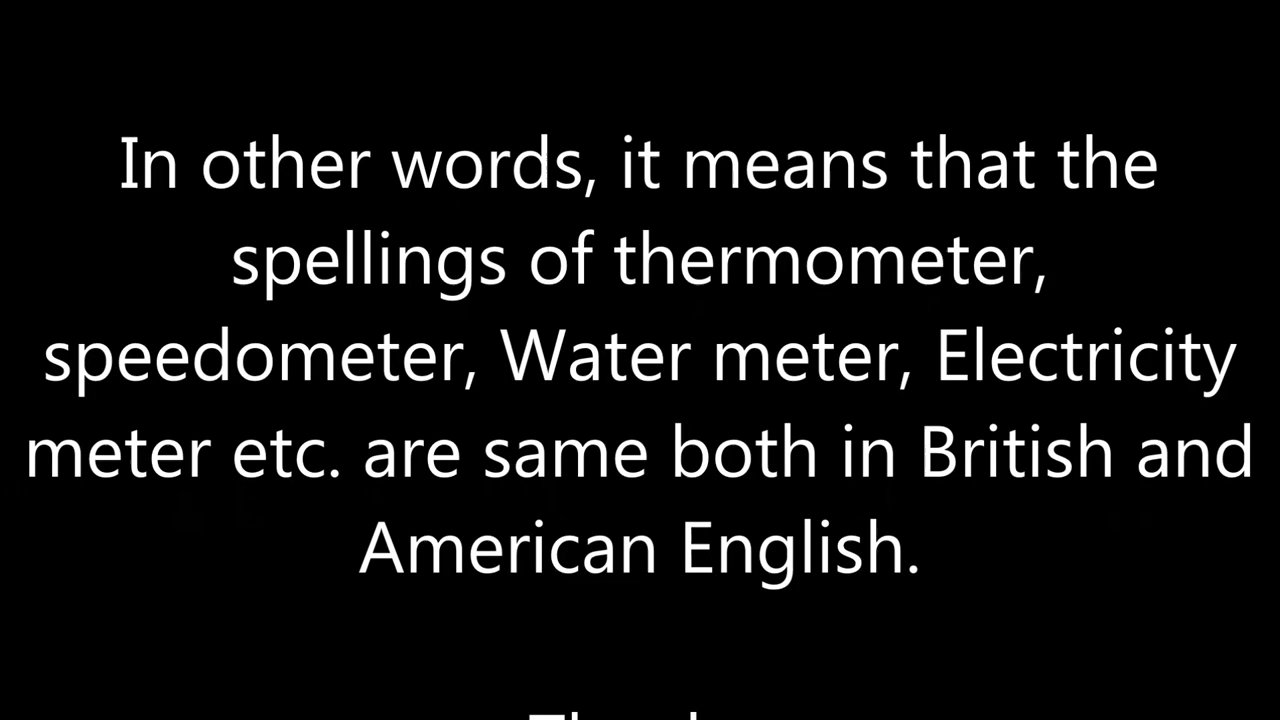 In other words, it means that the
spellings of thermometer,
speedometer, Water meter, Electricity
meter etc. are same both in British and
American English.